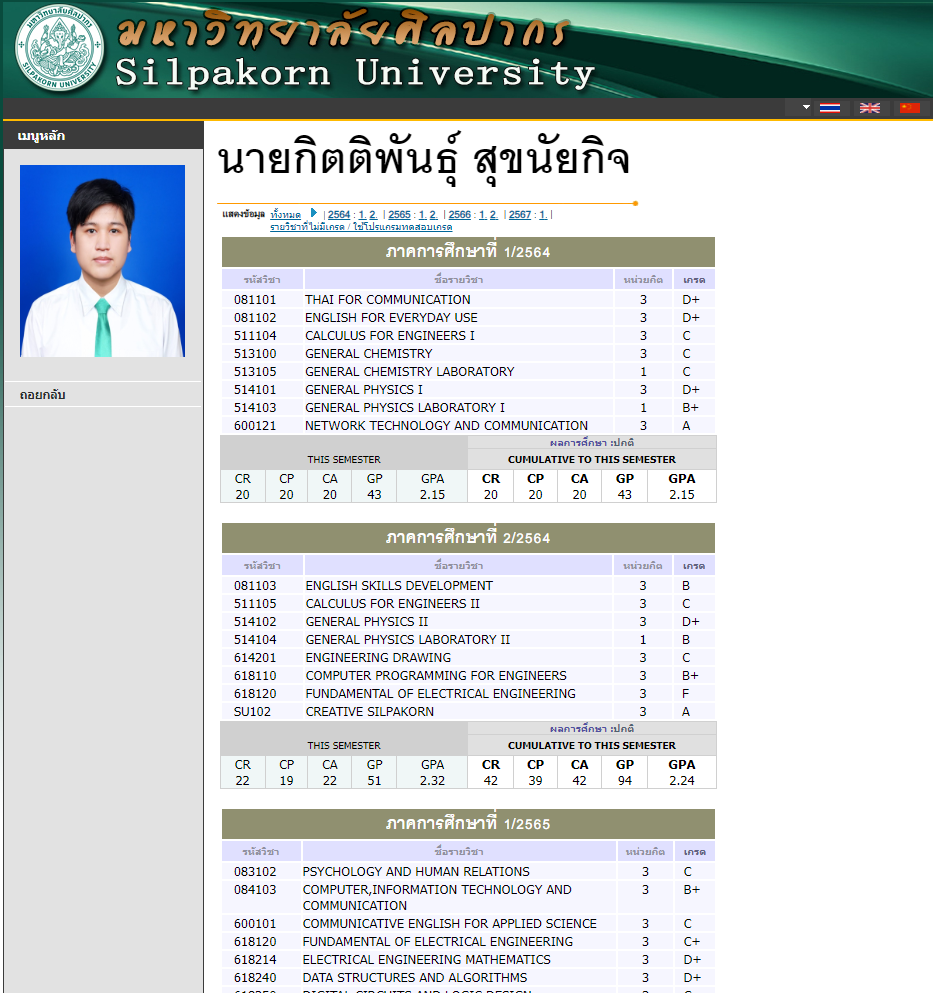 มหาวิทยาลัยศิลปากร
Silpakorn University
มหาวิทยาลัยศิลปากร
SILPAKORN UNIVERSITY
เมนูหลัก
ถอยกลับ
นายกิตติพันธุ์ สุขนัยกิจ
แสดงข้อมูล ทั้งหมด | 2564 : 1. 2. | 2565 : 1. 2. | 2566 : 1. 2. | 2567 : 1. |
รายวิชาที่ไม่มีเกรด / ใช้โปรแกรมทดสอบเกรด
ภาคการศึกษาที่ 1/2564
รหัสวิชา ชื่อรายวิชา หน่วยกิต เกรด
081101 THAI FOR COMMUNICATION 3 D+
081102 ENGLISH FOR EVERYDAY USE 3 D+
511104 CALCULUS FOR ENGINEERS I 3 C
513100 GENERAL CHEMISTRY 3 C
513105 GENERAL CHEMISTRY LABORATORY 1 C
514101 GENERAL PHYSICS I 3 D+
514103 GENERAL PHYSICS LABORATORY I 1 B+
600121 NETWORK TECHNOLOGY AND COMMUNICATION 3 A
ผลการศึกษา :ปกติ
THIS SEMESTER CUMULATIVE TO THIS SEMESTER
CR CP CA GP GPA CR CP CA GP GPA
20 20 20 43 2.15 20 20 20 43 2.15
ภาคการศึกษาที่ 2/2564
รหัสวิชา ชื่อรายวิชา หน่วยกิต เกรด
081103 ENGLISH SKILLS DEVELOPMENT 3 B
511105 CALCULUS FOR ENGINEERS II 3 C
514102 GENERAL PHYSICS II 3 D+
514104 GENERAL PHYSICS LABORATORY II 1 B
614201 ENGINEERING DRAWING 3 C
618110 COMPUTER PROGRAMMING FOR ENGINEERS 3 B+
618120 FUNDAMENTAL OF ELECTRICAL ENGINEERING 3 F
SU102 CREATIVE SILPAKORN 3 A
ผลการศึกษา :ปกติ
THIS SEMESTER CUMULATIVE TO THIS SEMESTER
CR CP CA GP GPA CR CP CA GP GPA
22 19 22 51 2.32 42 39 42 94 2.24
ภาคการศึกษาที่ 1/2565
รหัสวิชา ชื่อรายวิชา หน่วยกิต เกรด
083102 PSYCHOLOGY AND HUMAN RELATIONS 3 C
084103 COMPUTER,INFORMATION TECHNOLOGY AND 3 B+
COMMUNICATION
600101 COMMUNICATIVE ENGLISH FOR APPLIED SCIENCE 3 C
618120 FUNDAMENTAL OF ELECTRICAL ENGINEERING 3 C+
618214 ELECTRICAL ENGINEERING MATHEMATICS 3 D+
618240 DATA STRUCTURES AND ALGORITHMS 3 D+